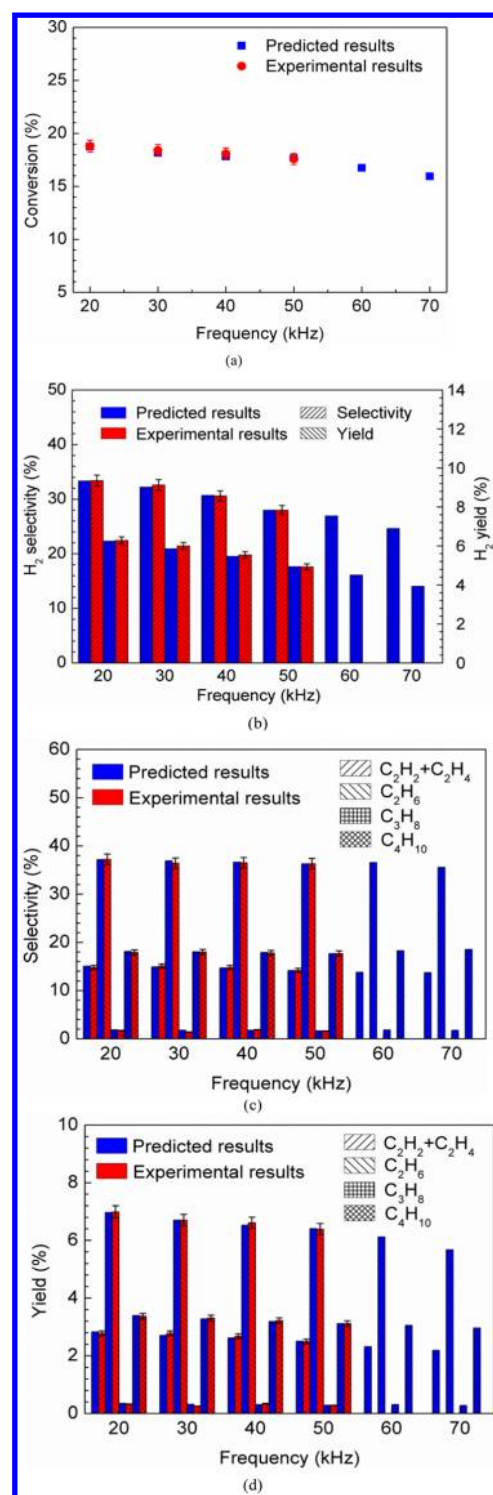 30
25
20
15
10
5
Conversion (%)
Predicted results
Experimental results
20 30 40 50 60 70
Frequency (kHz)
(a)
50
40
30
20
10
0
H₂ selectivity (%)
Predicted results
Experimental results
Selectivity
Yield
14
12
10
8
6
4
2
0
H₂ yield (%)
20 30 40 50 60 70
Frequency (kHz)
(b)
60
50
40
30
20
10
0
Selectivity (%)
Predicted results
Experimental results
C₂H₂+C₂H₄
C₂H₆
C₃H₈
C₄H₁₀
20 30 40 50 60 70
Frequency (kHz)
(c)
10
8
6
4
2
0
Yield (%)
Predicted results
Experimental results
C₂H₂+C₂H₄
C₂H₆
C₃H₈
C₄H₁₀
20 30 40 50 60 70
Frequency (kHz)
(d)